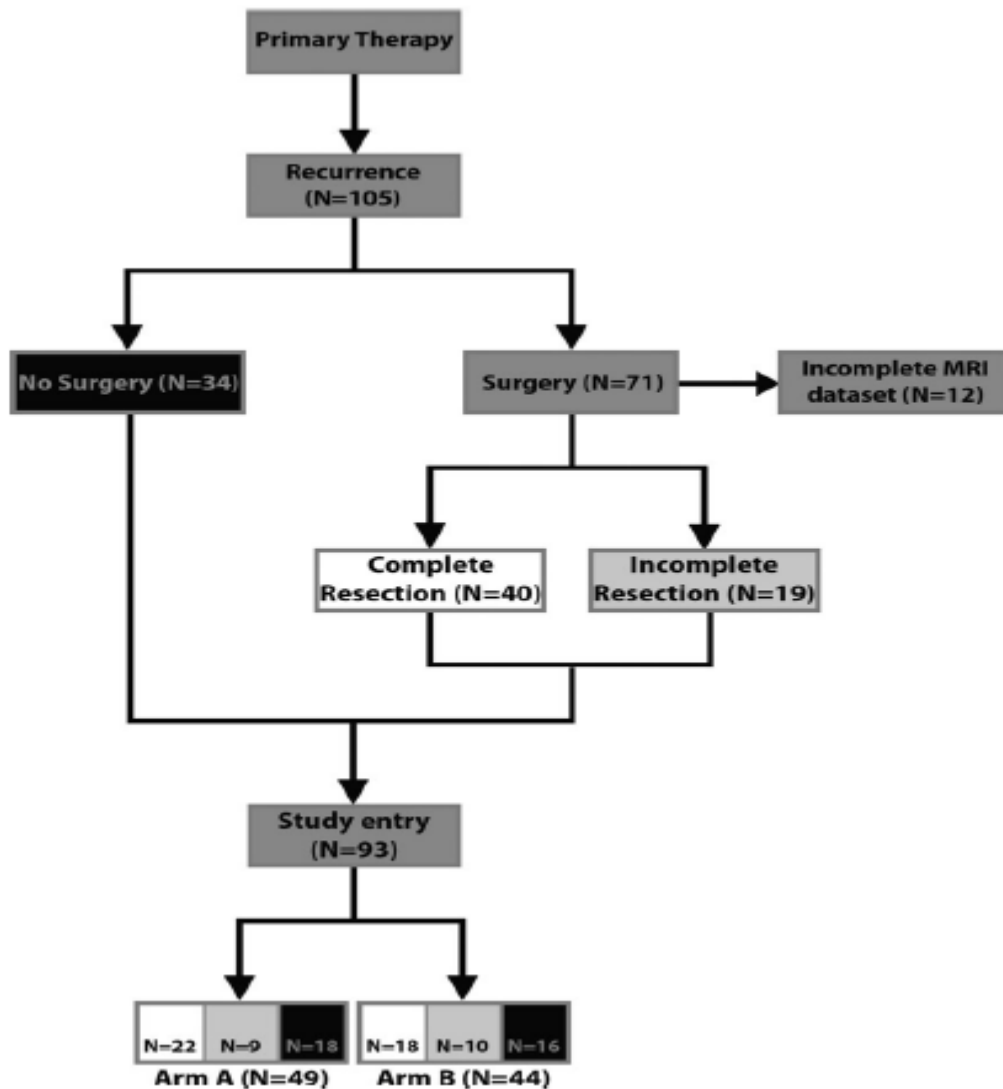 Primary Therapy
Recurrence
(N=105)
No Surgery (N=34)
Surgery (N=71)
Incomplete MRI
dataset (N=12)
Complete
Resection (N=40)
Incomplete
Resection (N=19)
Study entry
(N=93)
N=22
N=9
N=18
N=18
N=10
N=16
Arm A (N=49)
Arm B (N=44)